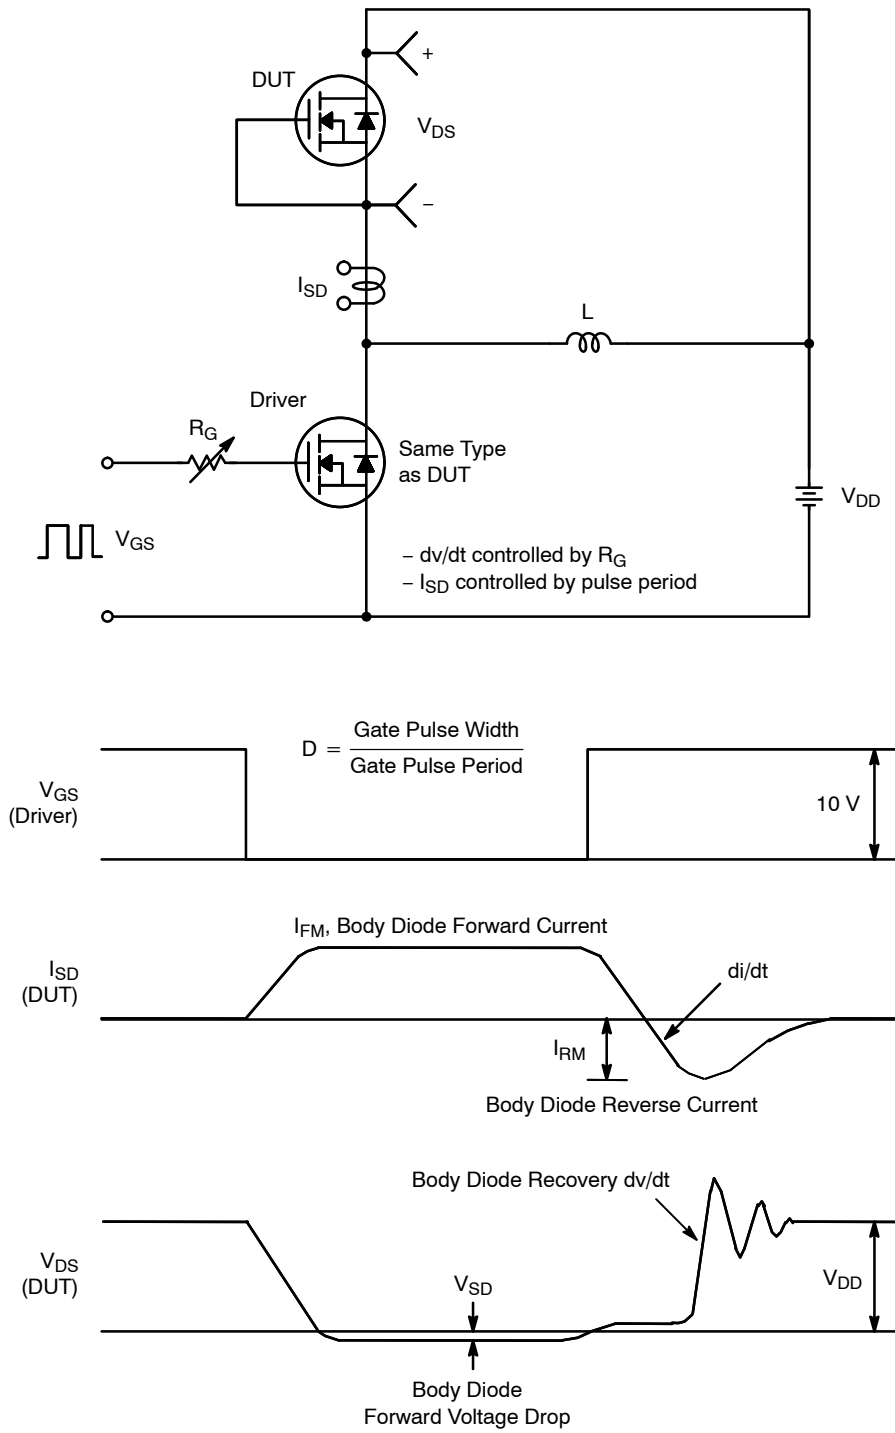 +
DUT
V_DS
−
I_SD
L
Driver
R_G
Same Type
as DUT
V_DD
V_GS
− dv/dt controlled by R_G
− I_SD controlled by pulse period
D = Gate Pulse Width
Gate Pulse Period
V_GS
(Driver)
10 V
I_FM, Body Diode Forward Current
I_SD
(DUT)
di/dt
I_RM
Body Diode Reverse Current
Body Diode Recovery dv/dt
V_DS
(DUT)
V_SD
V_DD
Body Diode
Forward Voltage Drop